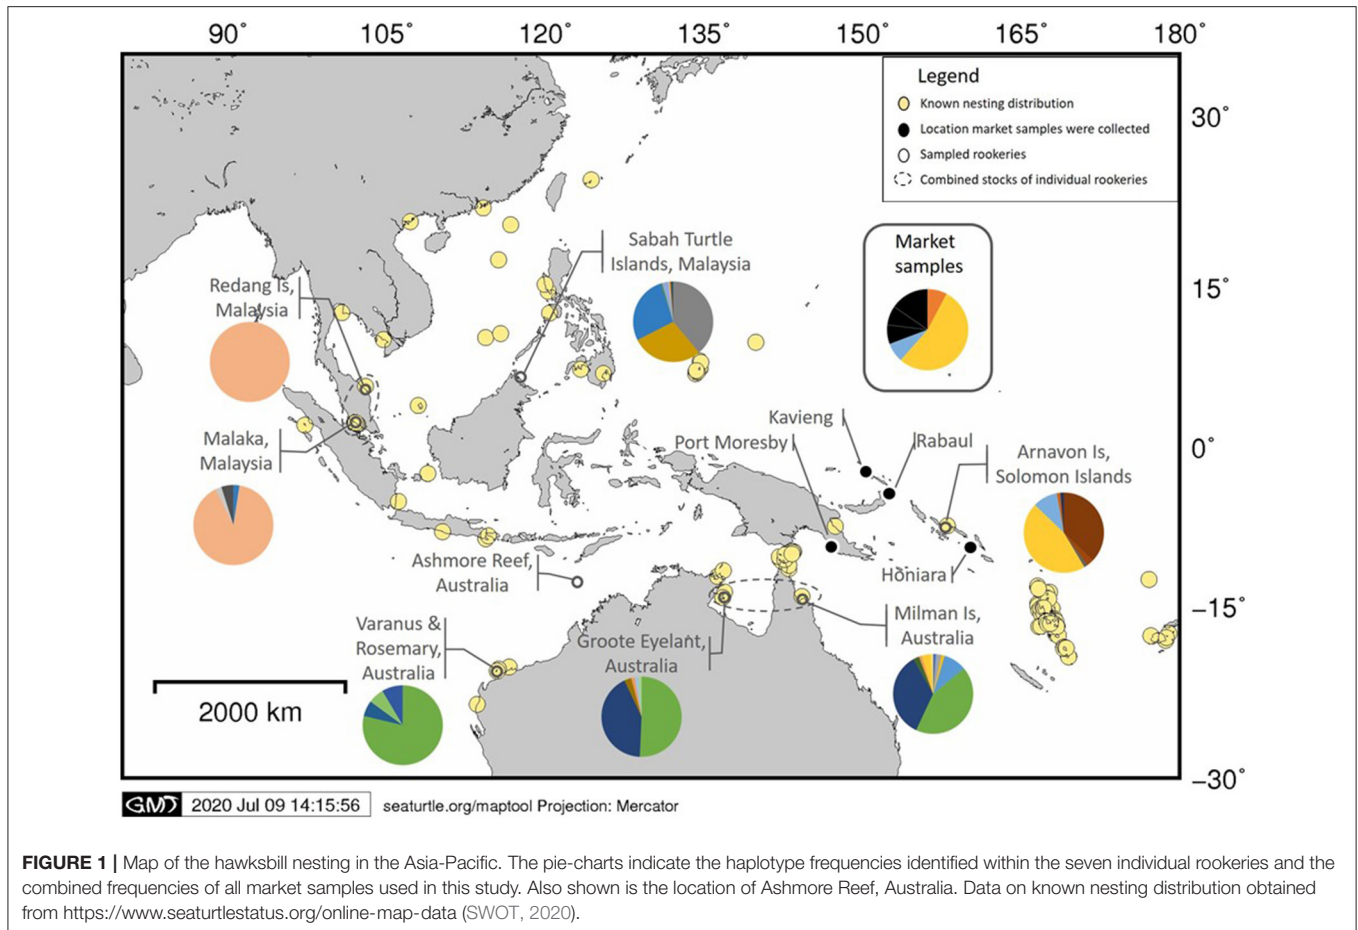 90° 105° 120° 135° 150° 165° 180°
Legend
Known nesting distribution
Location market samples were collected
Sampled rookeries
Combined stocks of individual rookeries
30°
15°
0°
−15°
−30°
Market
samples
Sabah Turtle
Islands, Malaysia
Redang Is,
Malaysia
Malaka,
Malaysia
Kavieng
Port Moresby
Rabaul
Arnavon Is,
Solomon Islands
Honiara
Ashmore Reef,
Australia
Varanus &
Rosemary,
Australia
Groote Eyelant,
Australia
Milman Is,
Australia
2000 km
GMT 2020 Jul 09 14:15:56 seaturtle.org/maptool Projection: Mercator
FIGURE 1 | Map of the hawksbill nesting in the Asia-Pacific. The pie-charts indicate the haplotype frequencies identified within the seven individual rookeries and the
combined frequencies of all market samples used in this study. Also shown is the location of Ashmore Reef, Australia. Data on known nesting distribution obtained
from https://www.seaturtlestatus.org/online-map-data (SWOT, 2020).